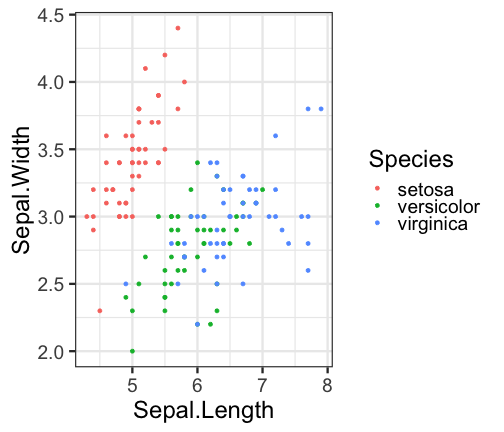 4.5
4.0
3.5
3.0
2.5
2.0
Sepal.Width
5 6 7 8
Sepal.Length
Species
setosa
versicolor
virginica